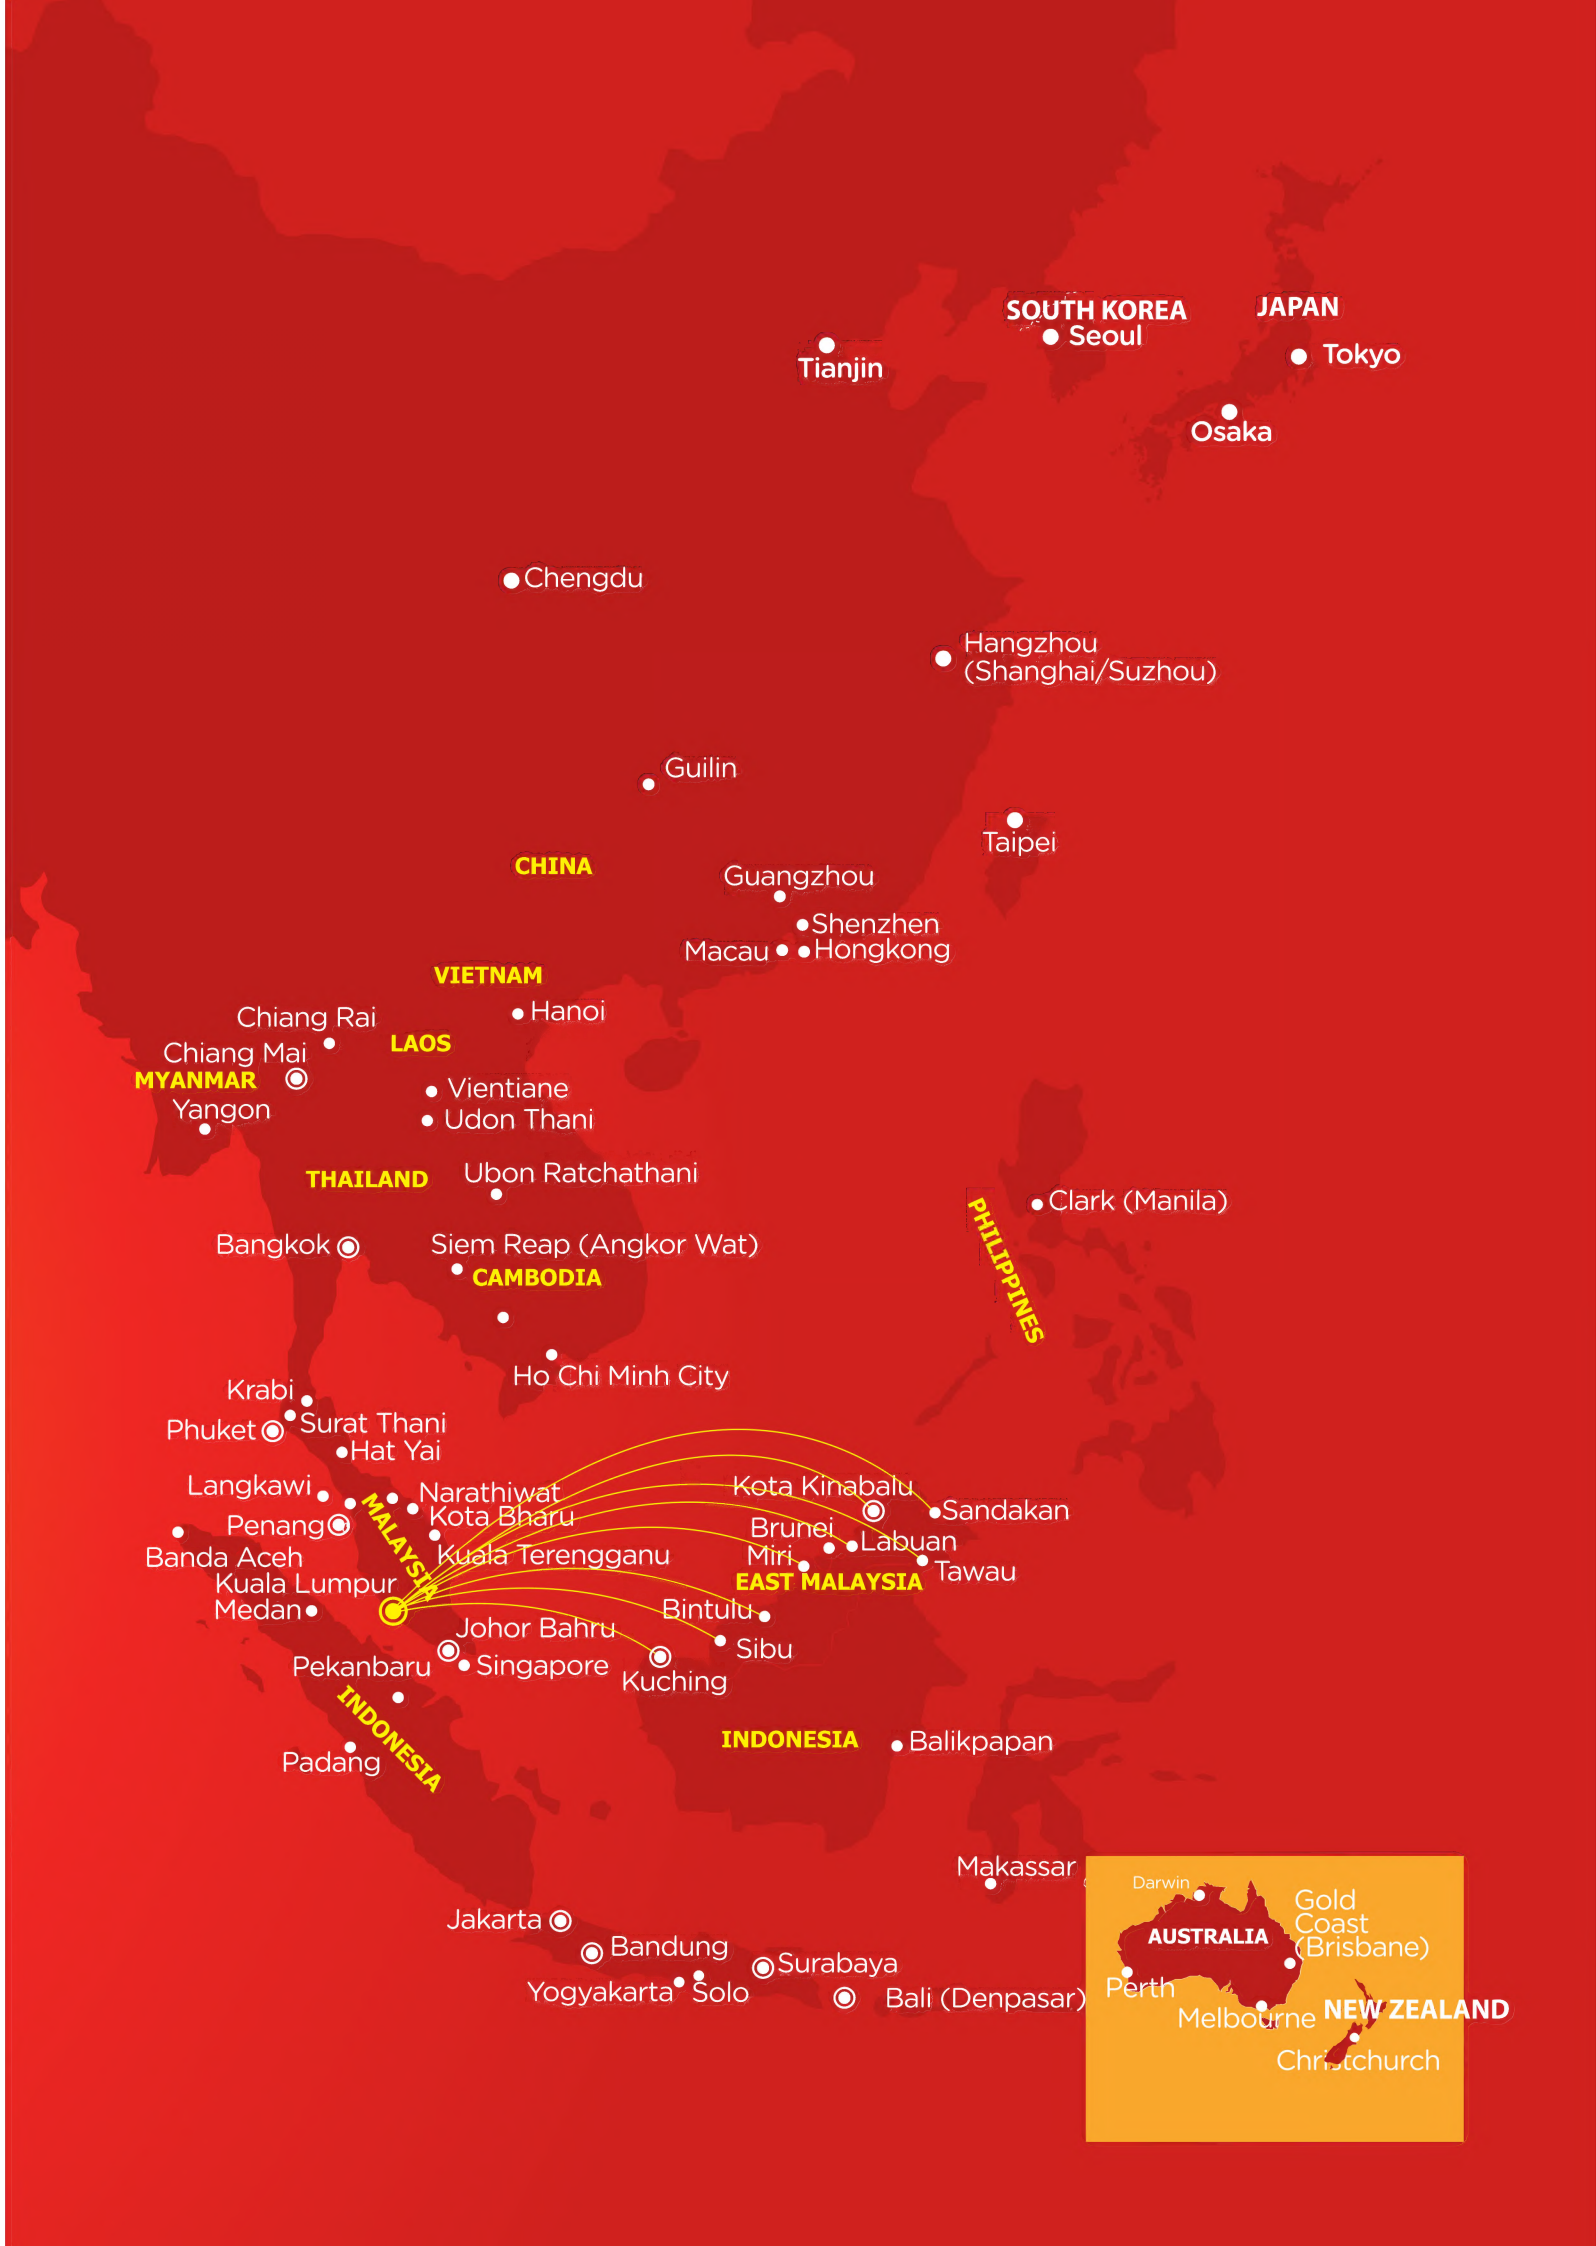 SOUTH KOREA
JAPAN
Seoul
Tokyo
Tianjin
Osaka
Chengdu
Hangzhou
(Shanghai/Suzhou)
Guilin
Taipei
CHINA
Guangzhou
Shenzhen
Macau
Hongkong
VIETNAM
Hanoi
Chiang Rai
LAOS
Chiang Mai
MYANMAR
Vientiane
Yangon
Udon Thani
THAILAND
Ubon Ratchathani
Clark (Manila)
PHILIPPINES
Bangkok
Siem Reap (Angkor Wat)
CAMBODIA
Ho Chi Minh City
Krabi
Surat Thani
Phuket
Hat Yai
Langkawi
Narathiwat
Kota Kinabalu
Sandakan
MALAYSIA
Kota Bharu
Penang
Brunei
Labuan
Banda Aceh
Kuala Terengganu
Miri
Tawau
Kuala Lumpur
EAST MALAYSIA
Medan
Bintulu
Johor Bahru
Sibu
Pekanbaru
Singapore
Kuching
INDONESIA
INDONESIA
Balikpapan
Padang
Makassar
Darwin
Gold
Coast
(Brisbane)
AUSTRALIA
Jakarta
Bandung
Surabaya
Yogyakarta
Solo
Bali (Denpasar)
Perth
Melbourne
NEW ZEALAND
Christchurch